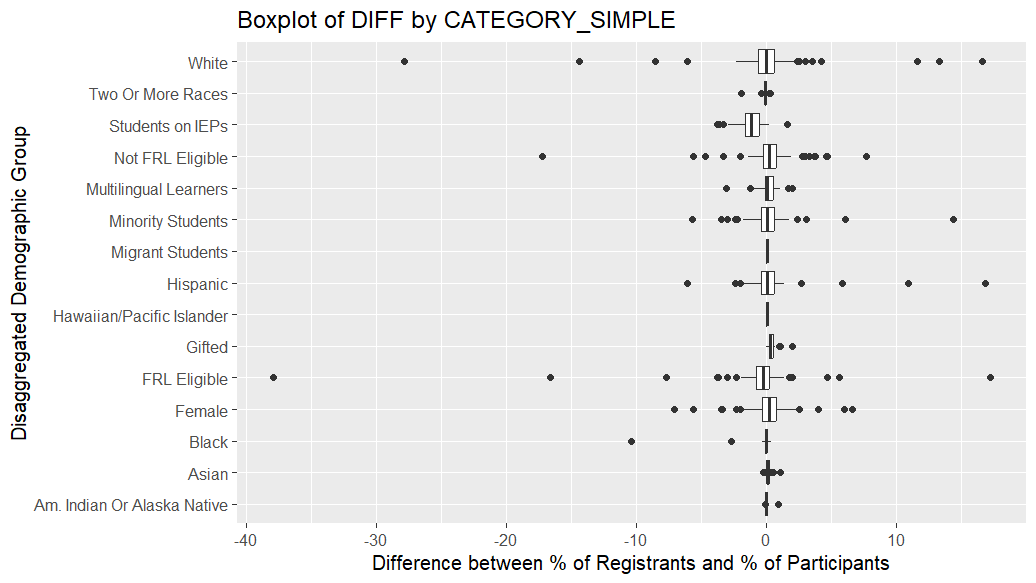 Boxplot of DIFF by CATEGORY_SIMPLE
Disaggregated Demographic Group
White
Two Or More Races
Students on IEPs
Not FRL Eligible
Multilingual Learners
Minority Students
Migrant Students
Hispanic
Hawaiian/Pacific Islander
Gifted
FRL Eligible
Female
Black
Asian
Am. Indian Or Alaska Native
-40 -30 -20 -10 0 10
Difference between % of Registrants and % of Participants